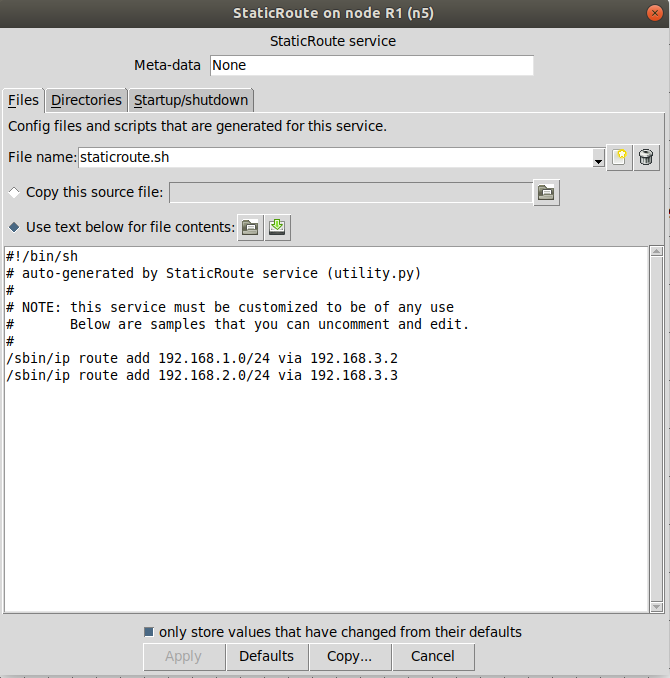 StaticRoute on node R1 (n5)
StaticRoute service
Meta-data None
Files Directories Startup/shutdown
Config files and scripts that are generated for this service.
File name: staticroute.sh
Copy this source file:
Use text below for file contents:
#!/bin/sh
# auto-generated by StaticRoute service (utility.py)
#
# NOTE: this service must be customized to be of any use
#       Below are samples that you can uncomment and edit.
#
/sbin/ip route add 192.168.1.0/24 via 192.168.3.2
/sbin/ip route add 192.168.2.0/24 via 192.168.3.3
only store values that have changed from their defaults
Apply Defaults Copy... Cancel